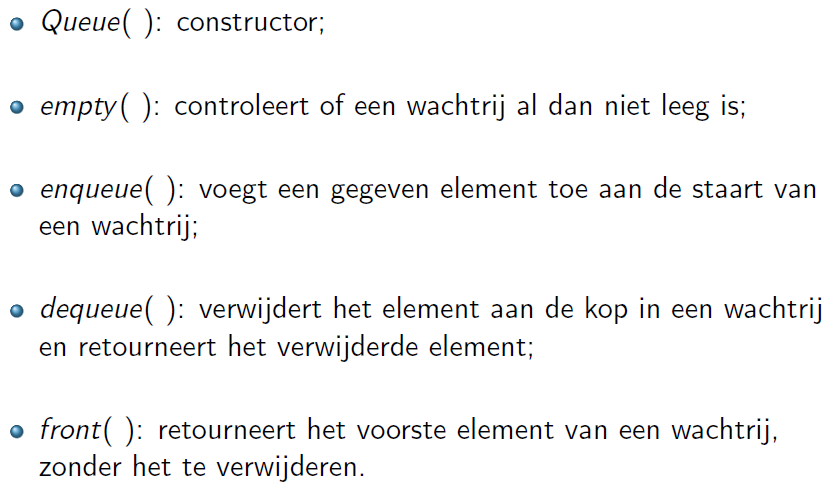 Queue( ): constructor;
empty( ): controleert of een wachtrij al dan niet leeg is;
enqueue( ): voegt een gegeven element toe aan de staart van
een wachtrij;
dequeue( ): verwijdert het element aan de kop in een wachtrij
en retourneert het verwijderde element;
front( ): retourneert het voorste element van een wachtrij,
zonder het te verwijderen.